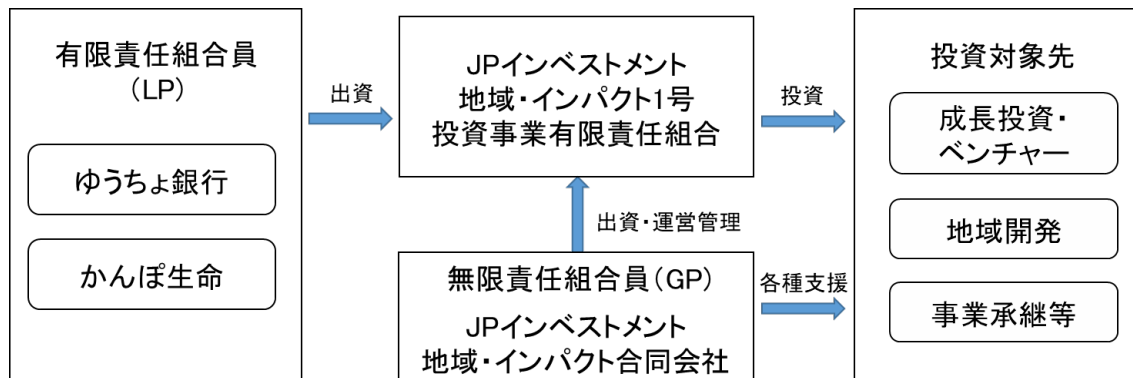 有限責任組合員
(LP)
ゆうちょ銀行
かんぽ生命
出資
JPインベストメント
地域・インパクト1号
投資事業有限責任組合
出資・運営管理
無限責任組合員(GP)
JPインベストメント
地域・インパクト合同会社
投資
各種支援
投資対象先
成長投資・
ベンチャー
地域開発
事業承継等